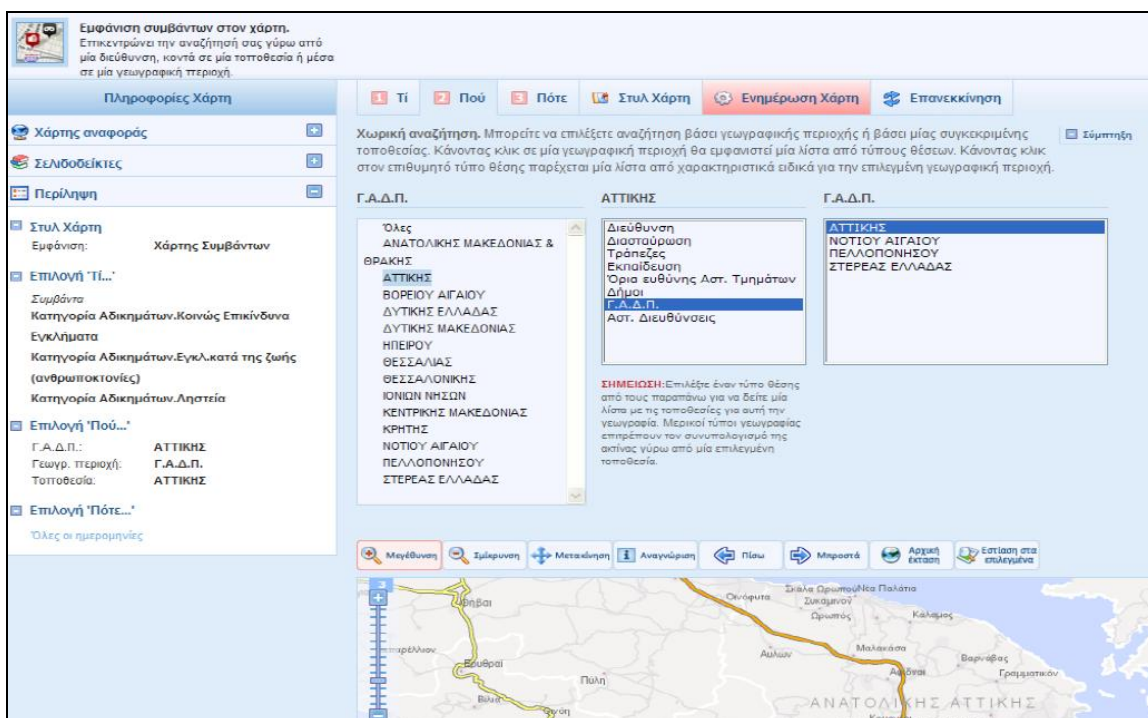 Εμφάνιση συμβάντων στον χάρτη.
Επικεντρώνει την αναζήτησή σας γύρω από
μία διεύθυνση, κοντά σε μία τοποθεσία ή μέσα
σε μία γεωγραφική περιοχή.
Πληροφορίες Χάρτη
Χάρτης αναφοράς
Σελιδοδείκτες
Περίληψη
Στυλ Χάρτη
Εμφάνιση: Χάρτης Συμβάντων
Επιλογή 'Τί...'
Συμβάντα
Κατηγορία Αδικημάτων.Κοινώς Επικίνδυνα
Εγκλήματα
Κατηγορία Αδικημάτων.Εγκλ.κατά της ζωής
(ανθρωποκτονίες)
Κατηγορία Αδικημάτων.Ληστεία
Επιλογή 'Πού...'
Γ.Α.Δ.Π.: ΑΤΤΙΚΗΣ
Γεωγρ. περιοχή: Γ.Α.Δ.Π.
Τοποθεσία: ΑΤΤΙΚΗΣ
Επιλογή 'Πότε...'
Όλες οι ημερομηνίες
1 Τί 2 Πού 3 Πότε Στυλ Χάρτη Ενημέρωση Χάρτη Επανεκκίνηση
Χωρική αναζήτηση. Μπορείτε να επιλέξετε αναζήτηση βάσει γεωγραφικής περιοχής ή βάσει μίας συγκεκριμένης
τοποθεσίας. Κάνοντας κλικ σε μία γεωγραφική περιοχή θα εμφανιστεί μία λίστα από τύπους θέσεων. Κάνοντας κλικ
στον επιθυμητό τύπο θέσης παρέχεται μία λίστα από χαρακτηριστικά ειδικά για την επιλεγμένη γεωγραφική περιοχή.
Σύμπτηξη
Γ.Α.Δ.Π.
Όλες
ΑΝΑΤΟΛΙΚΗΣ ΜΑΚΕΔΟΝΙΑΣ &
ΘΡΑΚΗΣ
ΑΤΤΙΚΗΣ
ΒΟΡΕΙΟΥ ΑΙΓΑΙΟΥ
ΔΥΤΙΚΗΣ ΕΛΛΑΔΑΣ
ΔΥΤΙΚΗΣ ΜΑΚΕΔΟΝΙΑΣ
ΗΠΕΙΡΟΥ
ΘΕΣΣΑΛΙΑΣ
ΘΕΣΣΑΛΟΝΙΚΗΣ
ΙΟΝΙΩΝ ΝΗΣΩΝ
ΚΕΝΤΡΙΚΗΣ ΜΑΚΕΔΟΝΙΑΣ
ΚΡΗΤΗΣ
ΝΟΤΙΟΥ ΑΙΓΑΙΟΥ
ΠΕΛΛΟΠΟΝΗΣΟΥ
ΣΤΕΡΕΑΣ ΕΛΛΑΔΑΣ
ΑΤΤΙΚΗΣ
Διεύθυνση
Διασταύρωση
Τράπεζες
Εκπαίδευση
Όρια ευθύνης Αστ. Τμημάτων
Δήμοι
Γ.Α.Δ.Π.
Αστ. Διευθύνσεις
ΣΗΜΕΙΩΣΗ:Επιλέξτε έναν τύπο θέσης
από τους παραπάνω για να δείτε μία
λίστα με τις τοποθεσίες για αυτή την
γεωγραφία. Μερικοί τύποι γεωγραφίας
επιτρέπουν τον συνυπολογισμό της
ακτίνας γύρω από μία επιλεγμένη
τοποθεσία.
Γ.Α.Δ.Π.
ΑΤΤΙΚΗΣ
ΝΟΤΙΟΥ ΑΙΓΑΙΟΥ
ΠΕΛΛΟΠΟΝΗΣΟΥ
ΣΤΕΡΕΑΣ ΕΛΛΑΔΑΣ
Μεγέθυνση Σμίκρυνση Μετακίνηση Αναγνώριση Πίσω Μπροστά Αρχική έκταση Εστίαση στα επιλεγμένα
3
Θήβαι
Ερυθραί
Πύλη
Βίλια
Οινόη
Οινόφυτα
Σκάλα Ωρωπού
Νέα Παλάτια
Συκάμινον
Ωρωπός
Κάλαμος
Αυλών
Μαλακάσα
Αφίδναι
Βαρνάβας
Γραμματικόν
ΑΝΑΤΟΛΙΚΗΣ ΑΤΤΙΚΗΣ